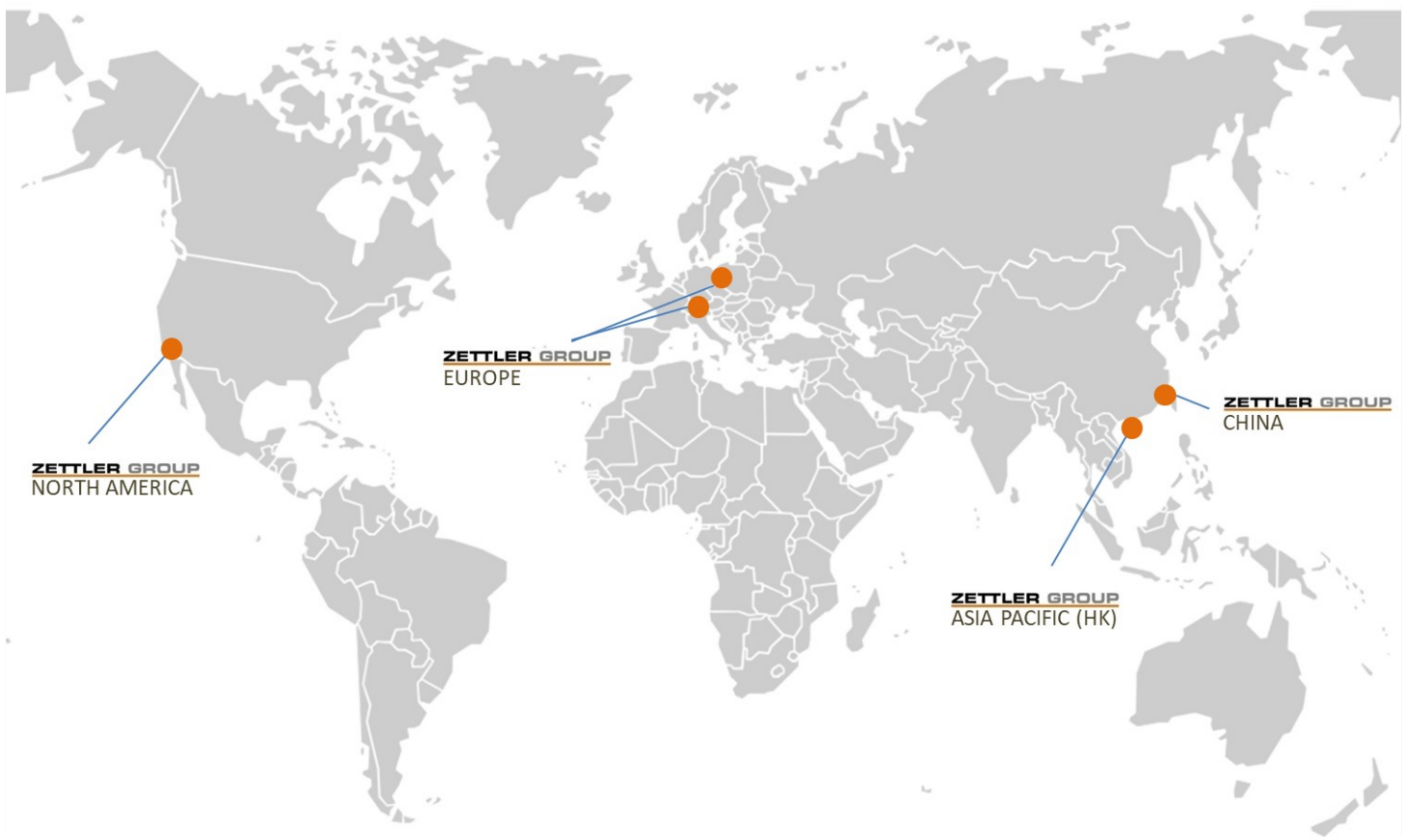 ZETTLER GROUP
EUROPE
ZETTLER GROUP
CHINA
ZETTLER GROUP
NORTH AMERICA
ZETTLER GROUP
ASIA PACIFIC (HK)